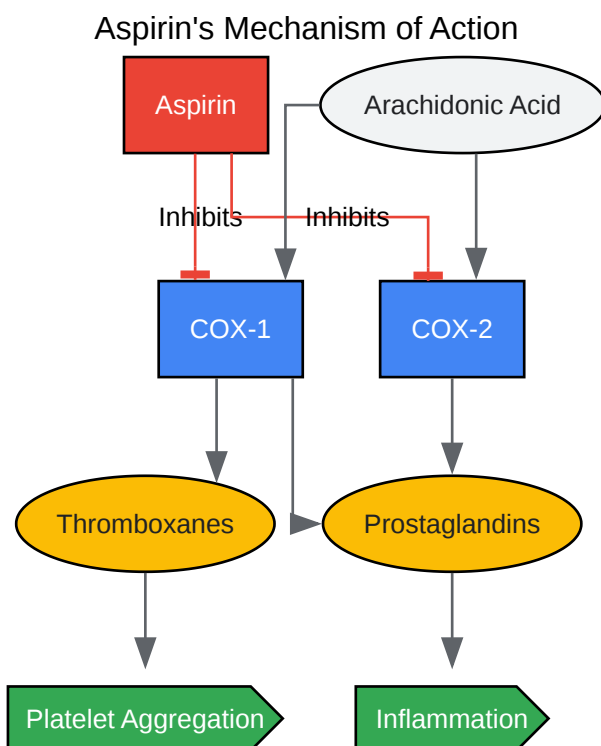 Aspirin's Mechanism of Action
Aspirin
Arachidonic Acid
Inhibits
Inhibits
COX-1
COX-2
Thromboxanes
Prostaglandins
Platelet Aggregation
Inflammation